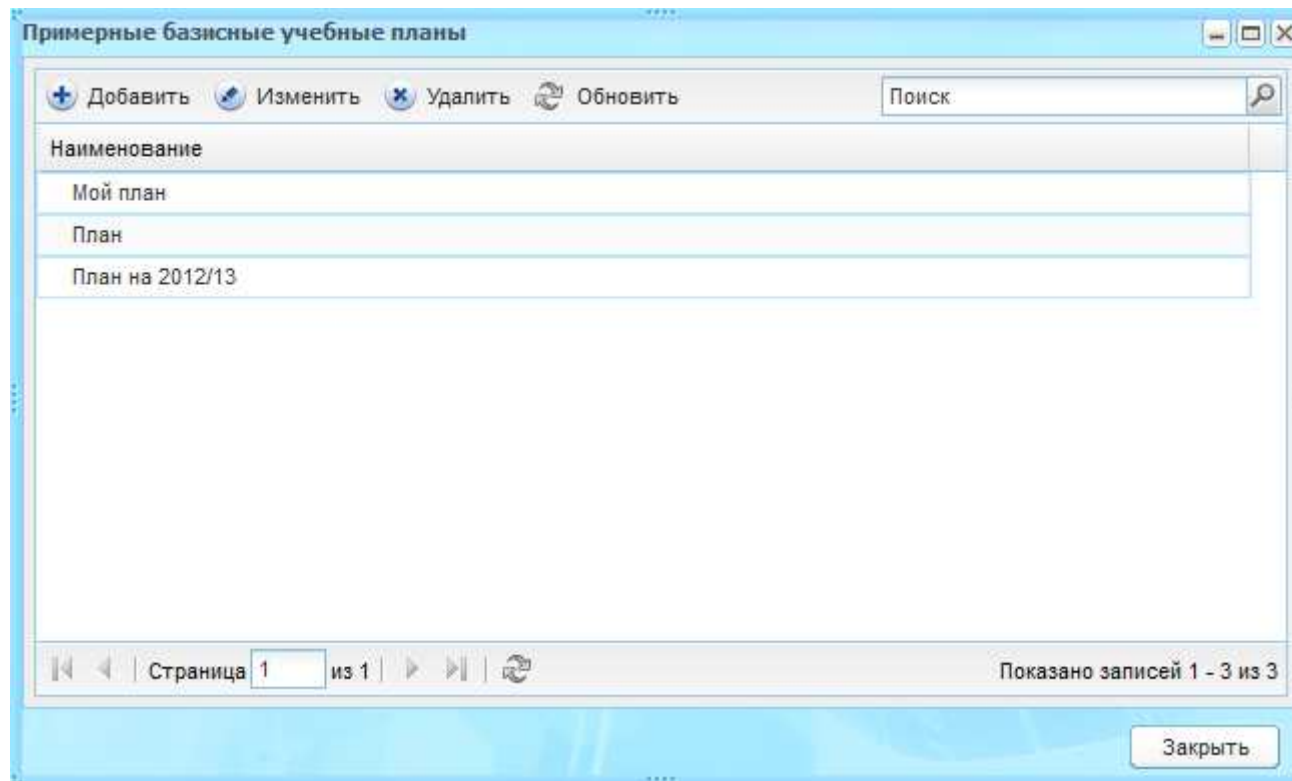 Примерные базисные учебные планы
Добавить Изменить Удалить Обновить Поиск
Наименование
Мой план
План
План на 2012/13
Страница 1 из 1 Показано записей 1 - 3 из 3
Закрыть